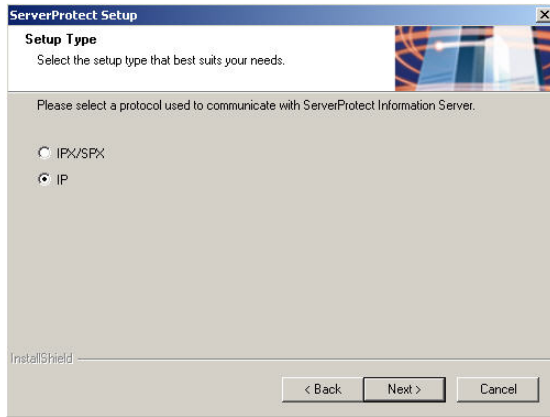 ServerProtect Setup
Setup Type
Select the setup type that best suits your needs.
Please select a protocol used to communicate with ServerProtect Information Server.
IPX/SPX
IP
InstallShield
< Back
Next >
Cancel